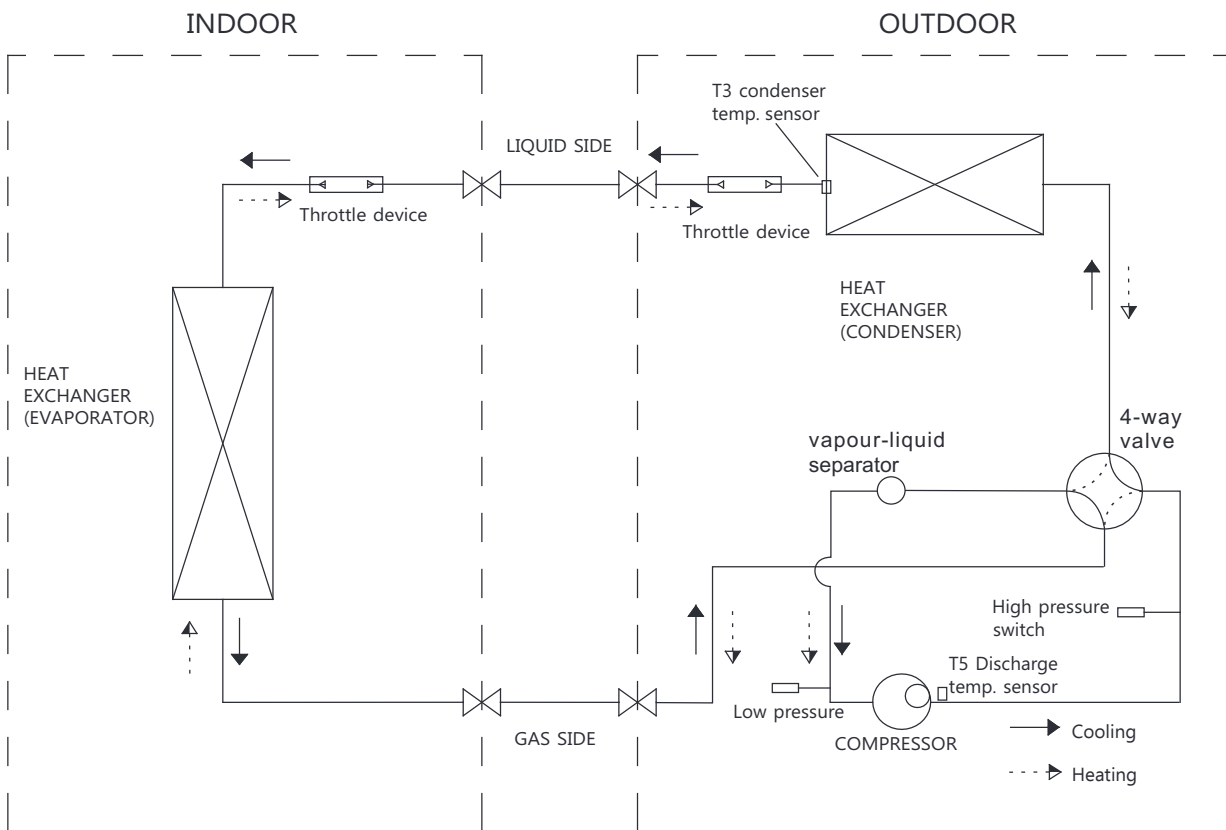 INDOOR
OUTDOOR
T3 condenser
temp. sensor
LIQUID SIDE
Throttle device
Throttle device
HEAT
EXCHANGER
(CONDENSER)
HEAT
EXCHANGER
(EVAPORATOR)
4-way
valve
vapour-liquid
separator
High pressure
switch
T5 Discharge
temp. sensor
Low pressure
GAS SIDE
COMPRESSOR
Cooling
Heating